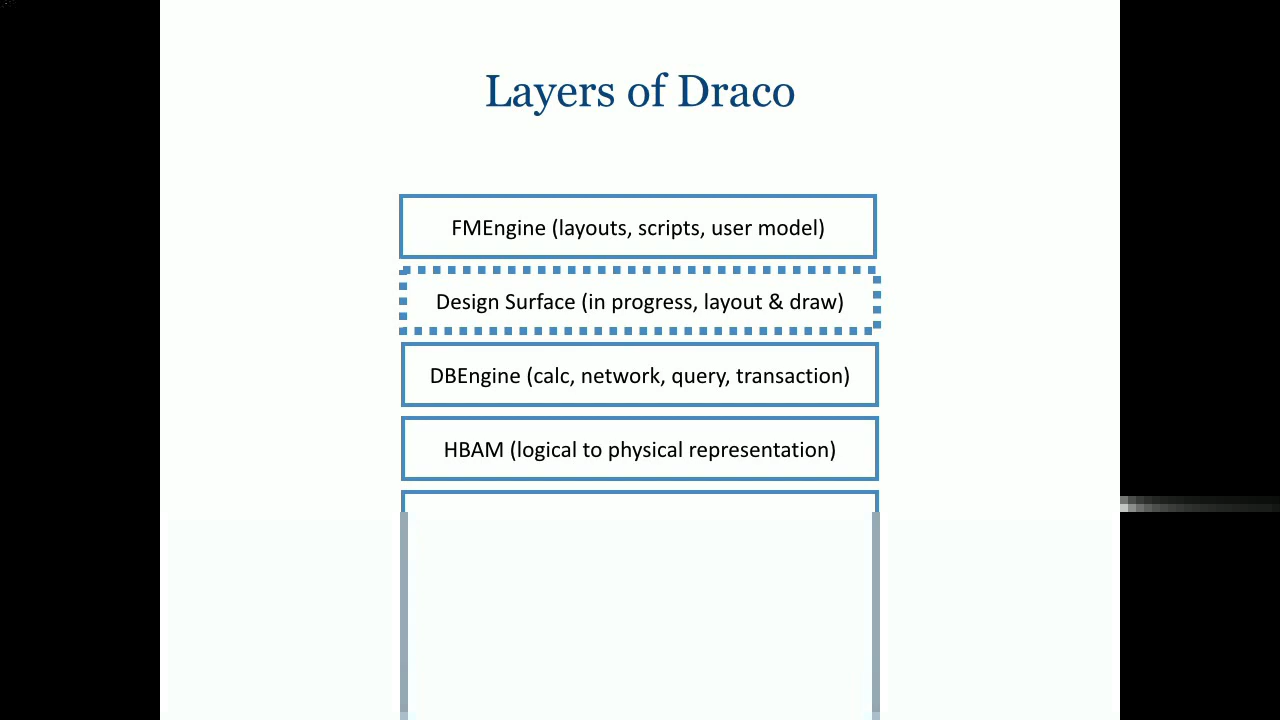 Layers of Draco
FMEngine (layouts, scripts, user model)
Design Surface (in progress, layout & draw)
DBEngine (calc, network, query, transaction)
HBAM (logical to physical representation)